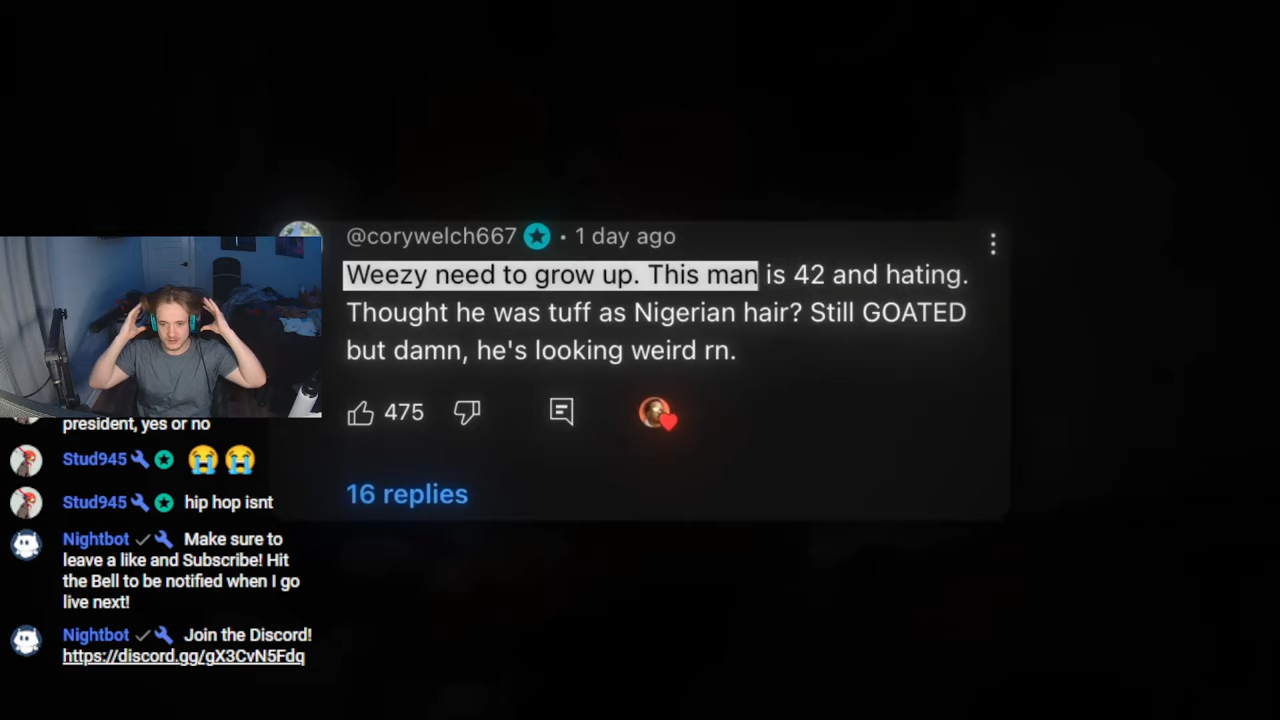 @corywelch667 • 1 day ago
Weezy need to grow up. This man is 42 and hating.
Thought he was tuff as Nigerian hair? Still GOATED
but damn, he's looking weird rn.
475
16 replies
president, yes or no
Stud945 😭 😭
Stud945 hip hop isnt
Nightbot Make sure to
leave a like and Subscribe! Hit
the Bell to be notified when I go
live next!
Nightbot Join the Discord!
https://discord.gg/gX3CvN5Fdq